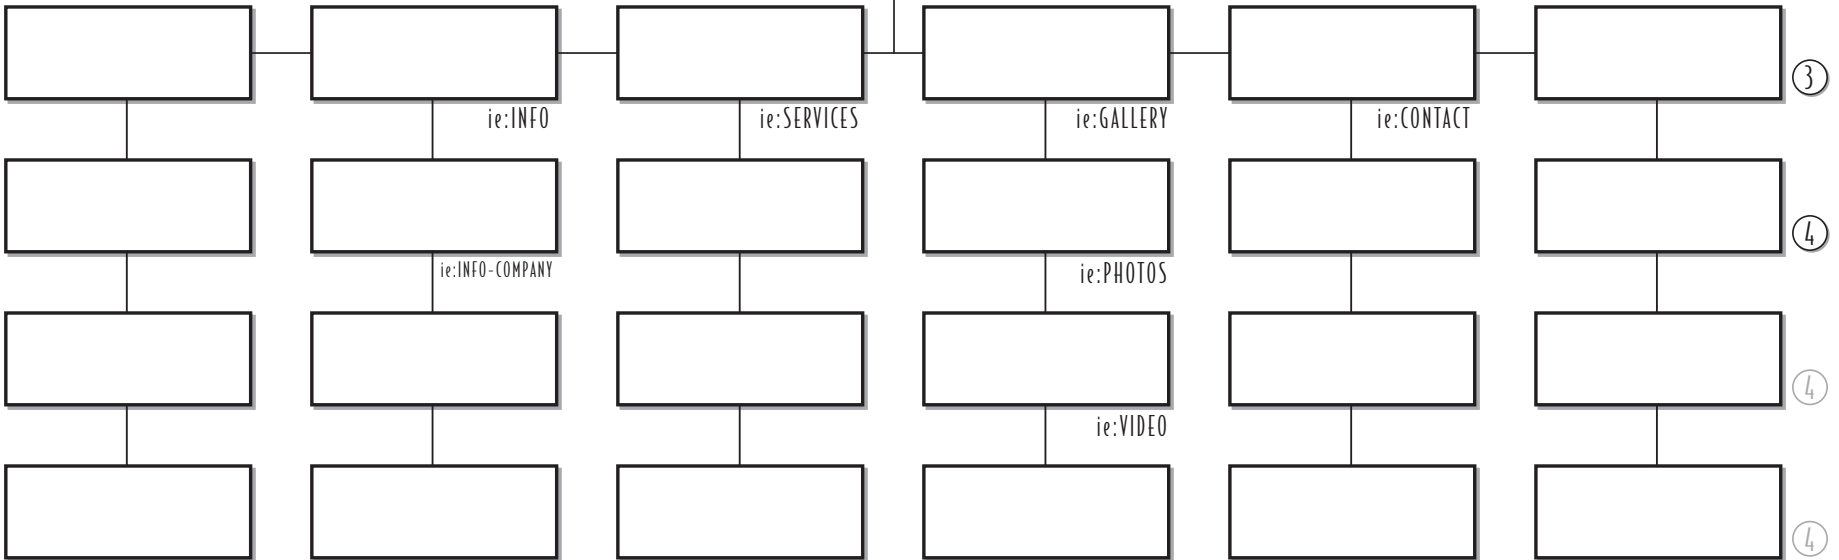 3
ie:INFO
ie:SERVICES
ie:GALLERY
ie:CONTACT
4
ie:INFO-COMPANY
ie:PHOTOS
4
ie:VIDEO
4